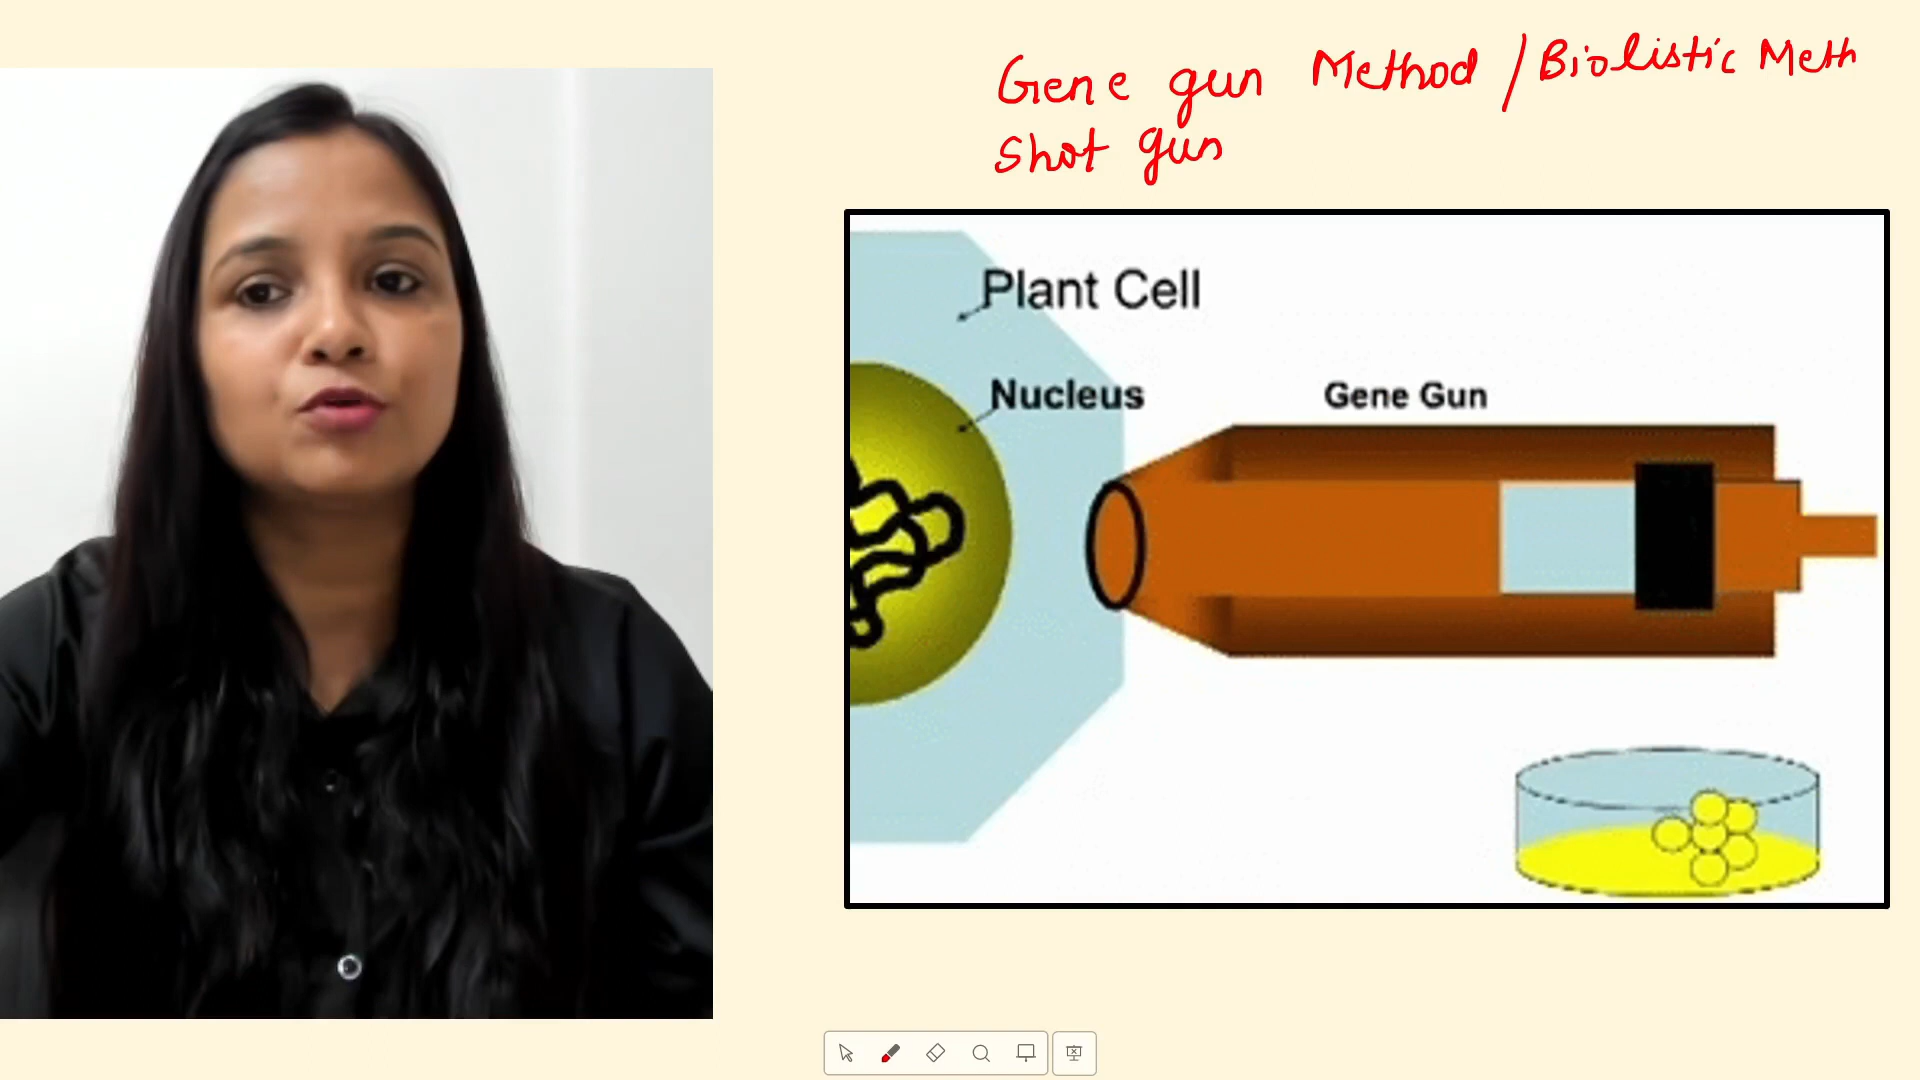 Gene gun Method / Biolistic Meth
Shot gun
Plant Cell
Nucleus
Gene Gun